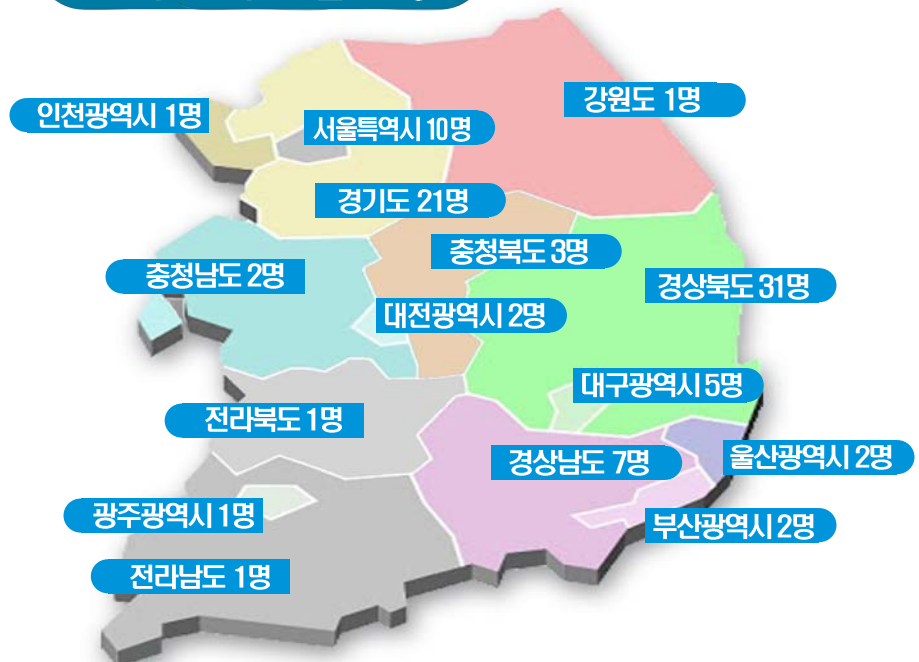 인천광역시 1명
강원도 1명
서울특역시 10명
경기도 21명
충청북도 3명
충청남도 2명
경상북도 31명
대전광역시 2명
대구광역시 5명
전라북도 1명
경상남도 7명
울산광역시 2명
광주광역시 1명
부산광역시 2명
전라남도 1명